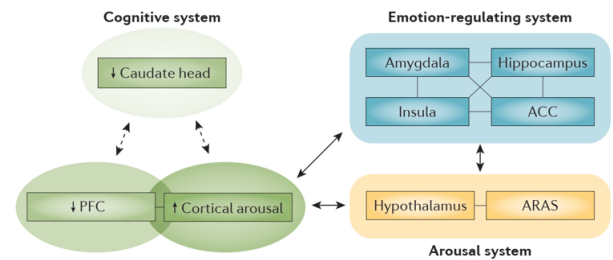 Cognitive system
Emotion-regulating system
↓ Caudate head
Amygdala
Hippocampus
Insula
ACC
↓ PFC
↑ Cortical arousal
Hypothalamus
ARAS
Arousal system